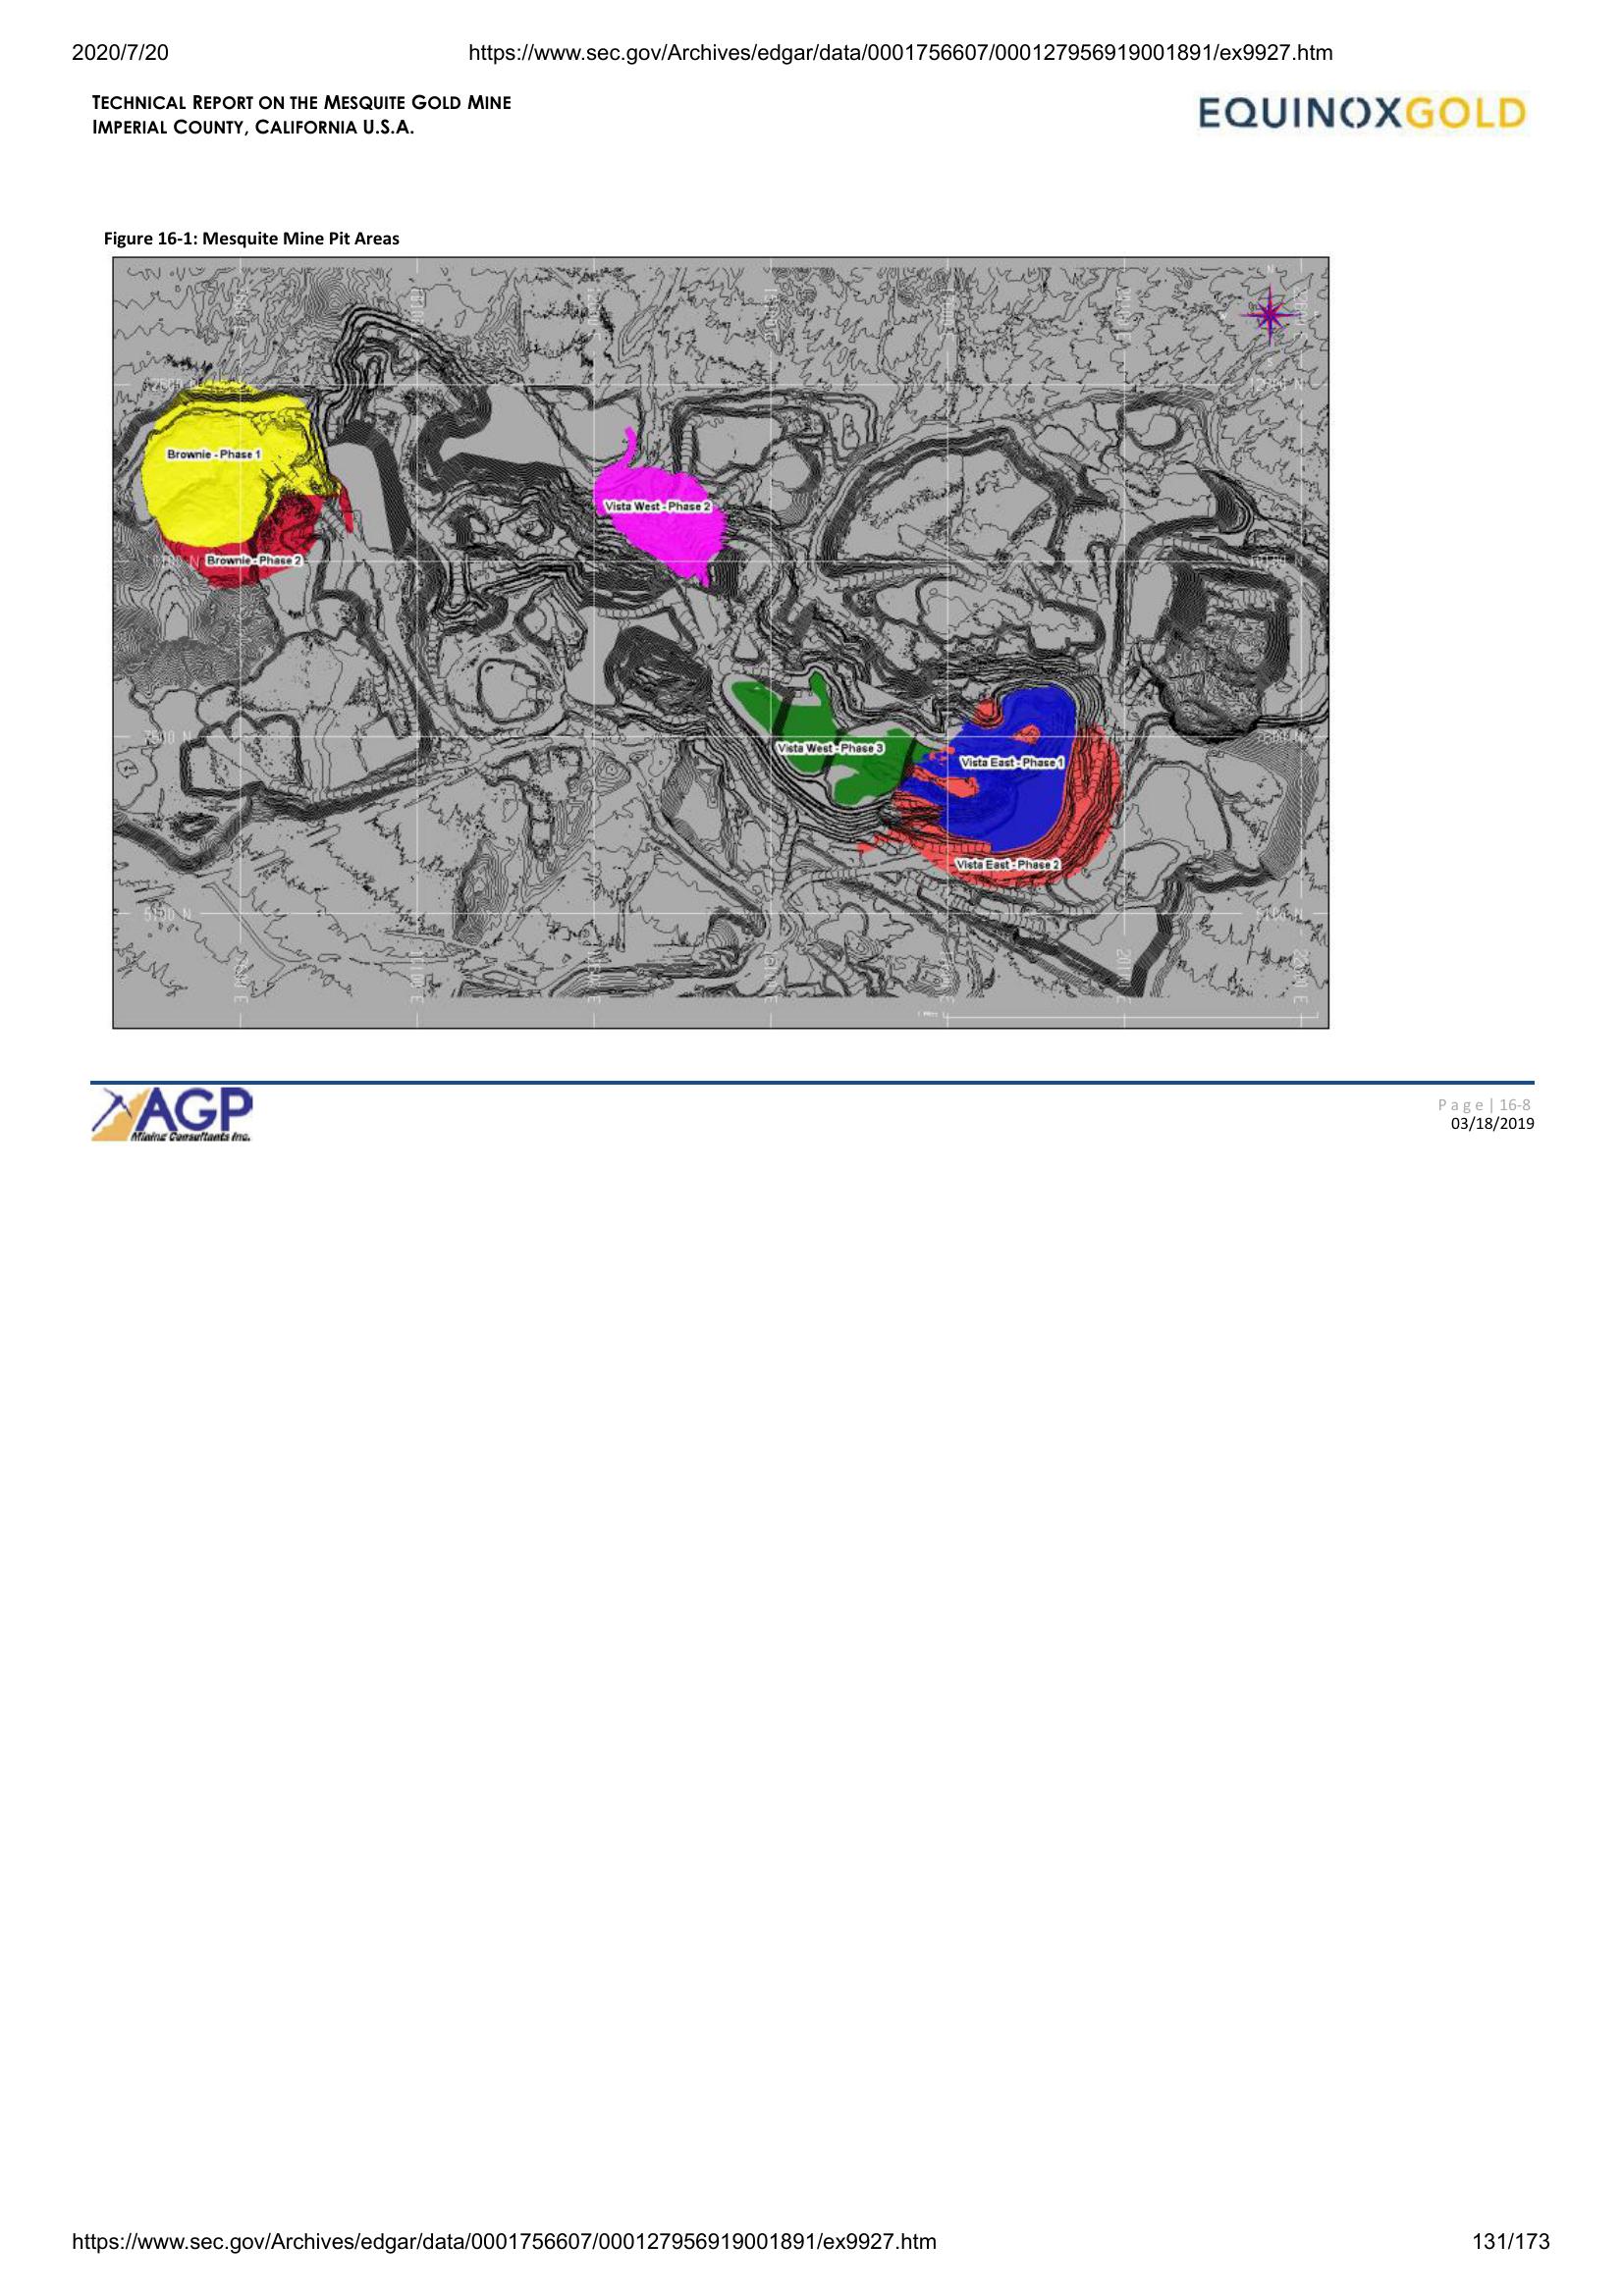 2020/7/20 https://www.sec.gov/Archives/edgar/data/0001756607/000127956919001891/ex9927.htm
TECHNICAL REPORT ON THE MESQUITE GOLD MINE
IMPERIAL COUNTY, CALIFORNIA U.S.A.
EQUINOXGOLD
Figure 16-1: Mesquite Mine Pit Areas
N
Brownie - Phase 1
Vista West - Phase 2
Brownie - Phase 2
7500 N
Vista West - Phase 3
Vista East - Phase 1
Vista East - Phase 2
AGP
Mining Consultants Inc.
Page | 16-8
03/18/2019
https://www.sec.gov/Archives/edgar/data/0001756607/000127956919001891/ex9927.htm 131/173